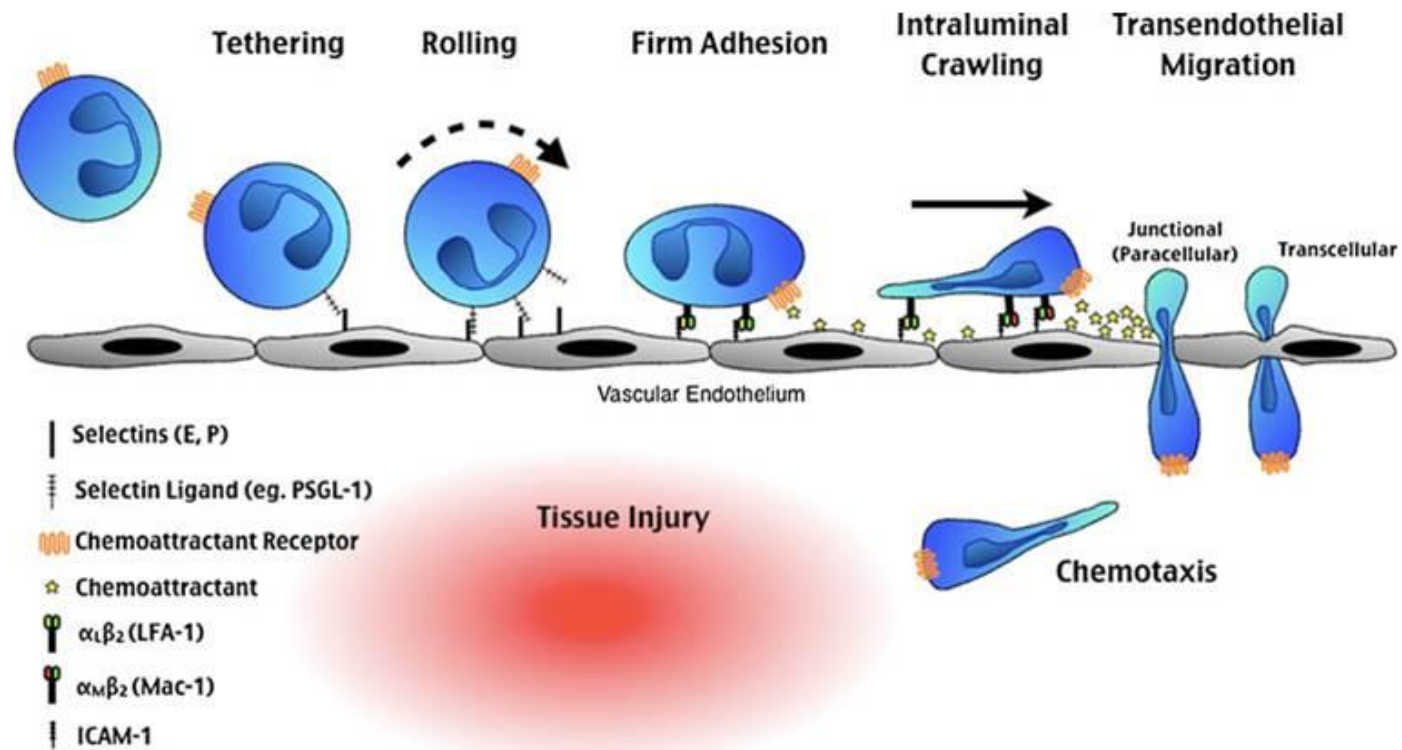 Tethering
Rolling
Firm Adhesion
Intraluminal
Crawling
Transendothelial
Migration
Junctional
(Paracellular)
Transcellular
Vascular Endothelium
Selectins (E, P)
Selectin Ligand (eg. PSGL-1)
Chemoattractant Receptor
Chemoattractant
αLβ2 (LFA-1)
αMβ2 (Mac-1)
ICAM-1
Tissue Injury
Chemotaxis